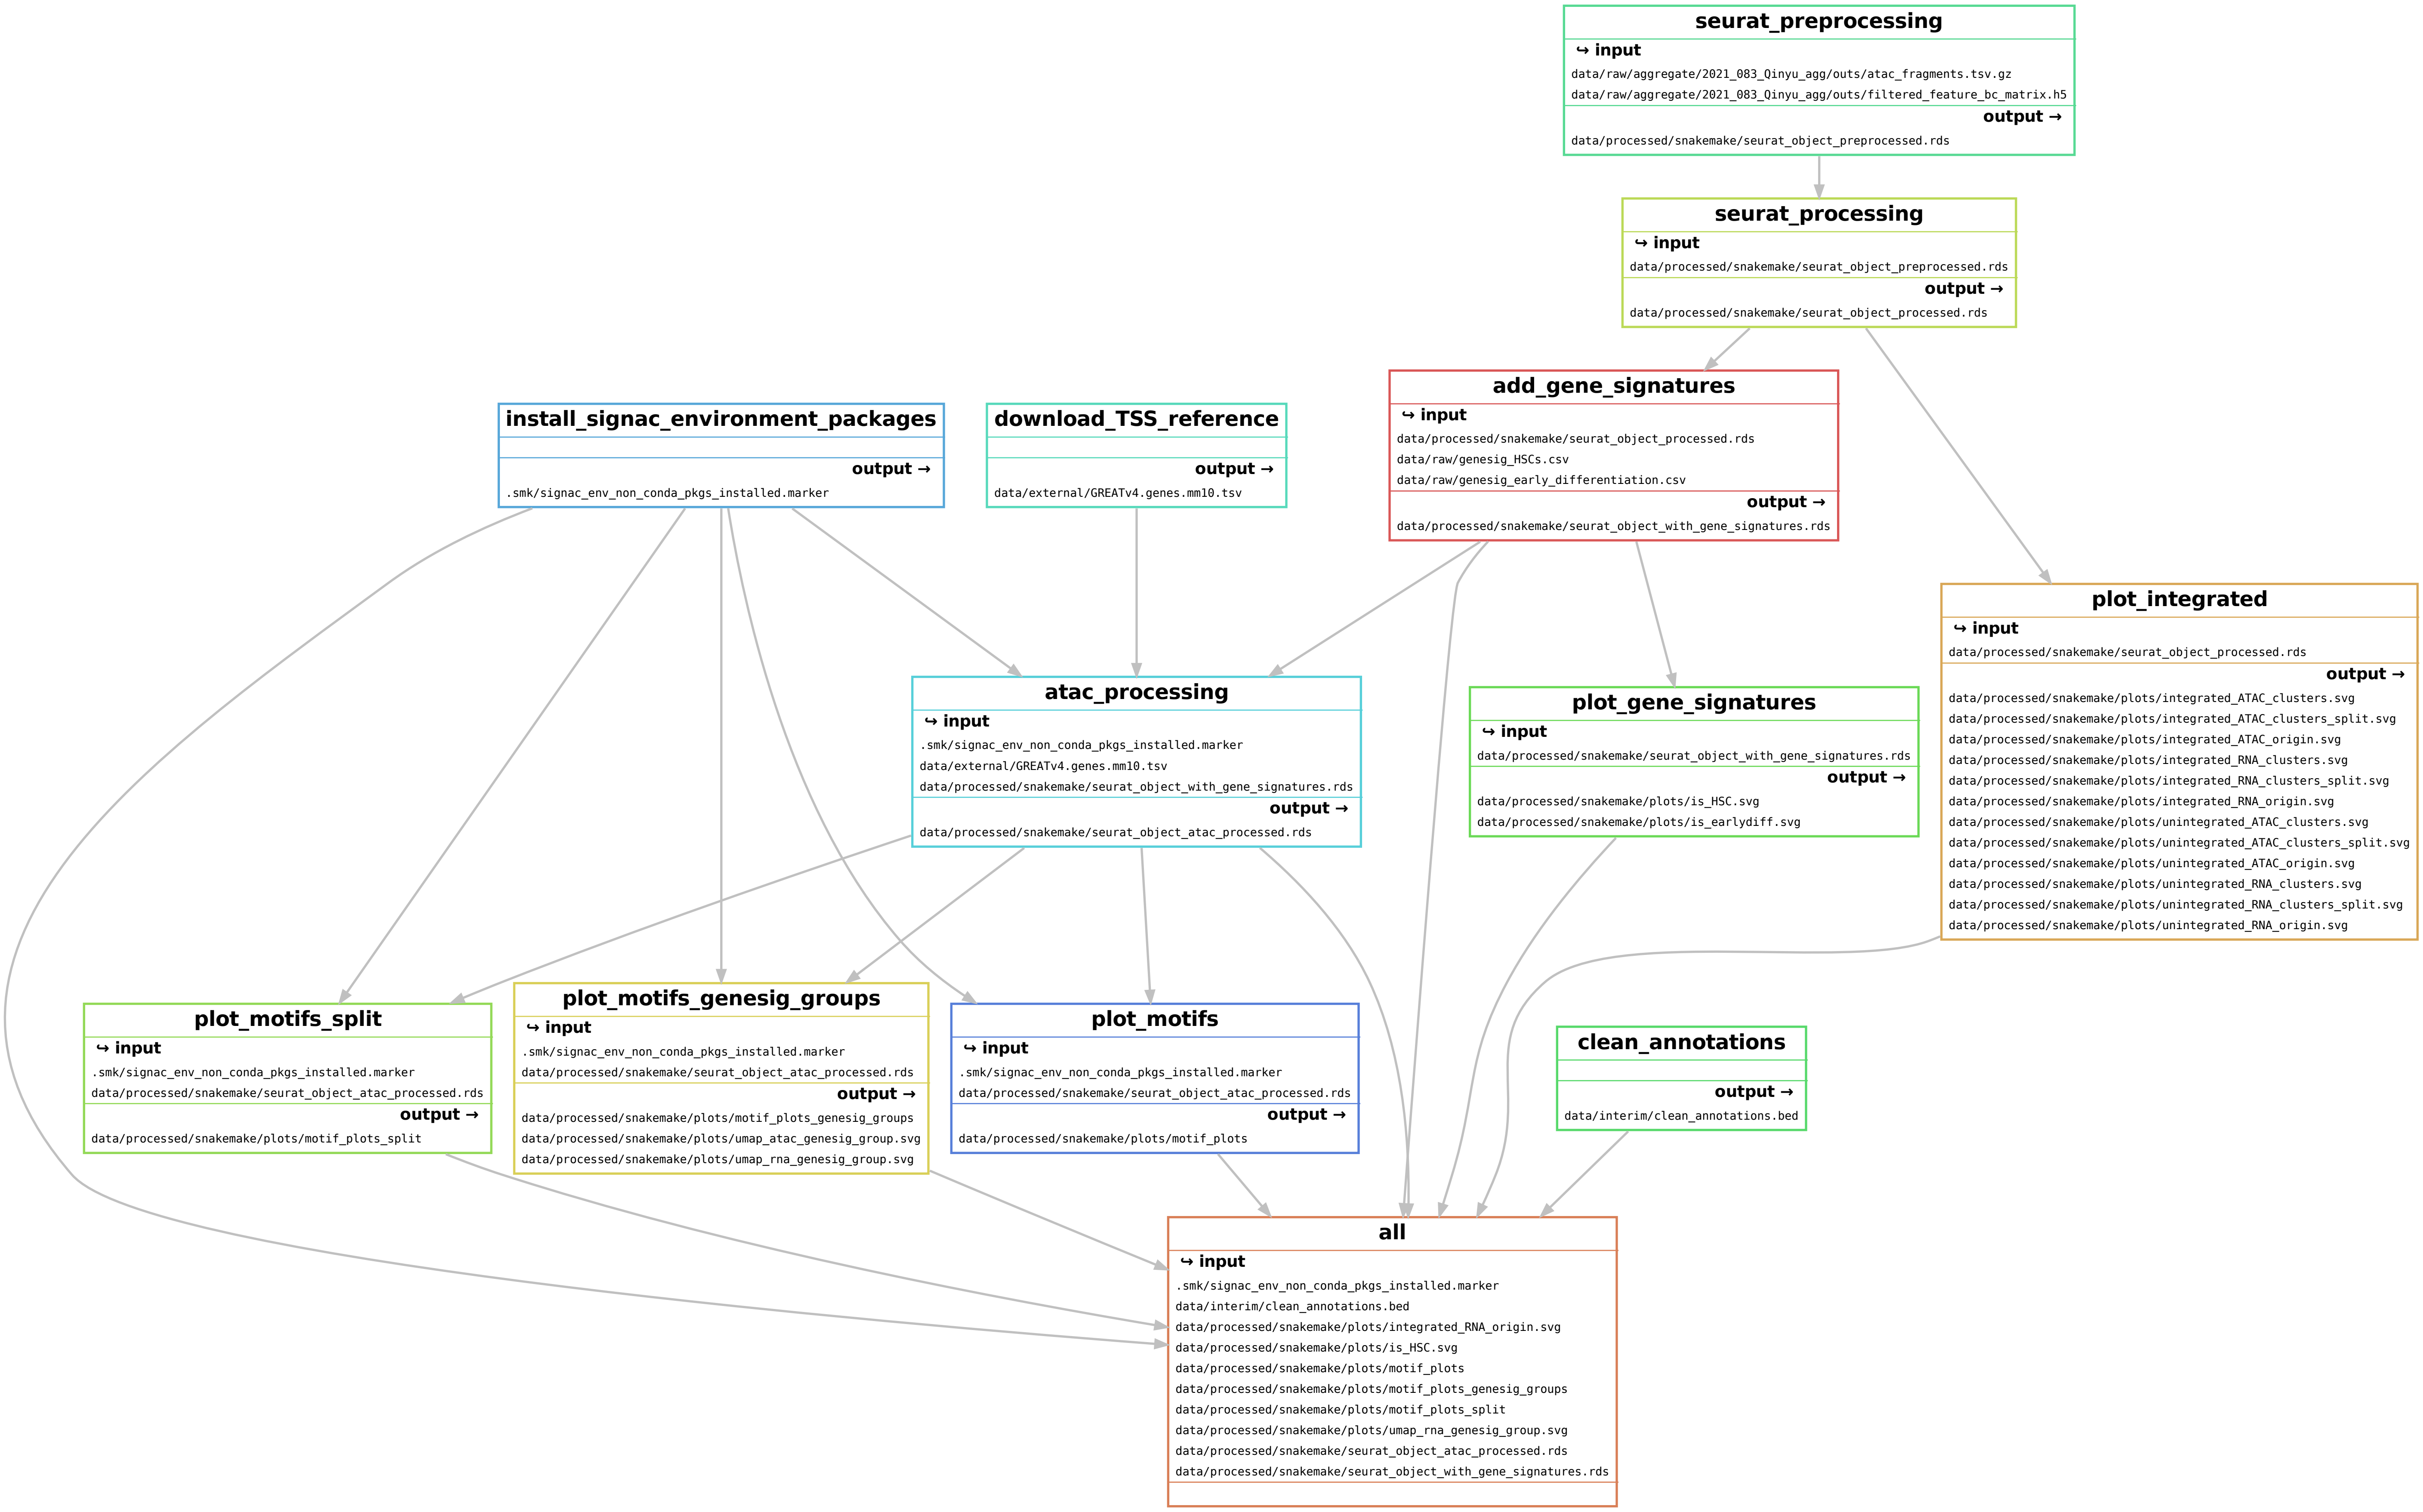 seurat_preprocessing
↪ input
data/raw/aggregate/2021_083_Qinyu_agg/outs/atac_fragments.tsv.gz
data/raw/aggregate/2021_083_Qinyu_agg/outs/filtered_feature_bc_matrix.h5
output →
data/processed/snakemake/seurat_object_preprocessed.rds
seurat_processing
↪ input
data/processed/snakemake/seurat_object_preprocessed.rds
output →
data/processed/snakemake/seurat_object_processed.rds
add_gene_signatures
↪ input
data/processed/snakemake/seurat_object_processed.rds
data/raw/genesig_HSCs.csv
data/raw/genesig_early_differentiation.csv
output →
data/processed/snakemake/seurat_object_with_gene_signatures.rds
install_signac_environment_packages
output →
.smk/signac_env_non_conda_pkgs_installed.marker
download_TSS_reference
output →
data/external/GREATv4.genes.mm10.tsv
plot_integrated
↪ input
data/processed/snakemake/seurat_object_processed.rds
output →
data/processed/snakemake/plots/integrated_ATAC_clusters.svg
data/processed/snakemake/plots/integrated_ATAC_clusters_split.svg
data/processed/snakemake/plots/integrated_ATAC_origin.svg
data/processed/snakemake/plots/integrated_RNA_clusters.svg
data/processed/snakemake/plots/integrated_RNA_clusters_split.svg
data/processed/snakemake/plots/integrated_RNA_origin.svg
data/processed/snakemake/plots/unintegrated_ATAC_clusters.svg
data/processed/snakemake/plots/unintegrated_ATAC_clusters_split.svg
data/processed/snakemake/plots/unintegrated_ATAC_origin.svg
data/processed/snakemake/plots/unintegrated_RNA_clusters.svg
data/processed/snakemake/plots/unintegrated_RNA_clusters_split.svg
data/processed/snakemake/plots/unintegrated_RNA_origin.svg
atac_processing
↪ input
.smk/signac_env_non_conda_pkgs_installed.marker
data/external/GREATv4.genes.mm10.tsv
data/processed/snakemake/seurat_object_with_gene_signatures.rds
output →
data/processed/snakemake/seurat_object_atac_processed.rds
plot_gene_signatures
↪ input
data/processed/snakemake/seurat_object_with_gene_signatures.rds
output →
data/processed/snakemake/plots/is_HSC.svg
data/processed/snakemake/plots/is_earlydiff.svg
plot_motifs_split
↪ input
.smk/signac_env_non_conda_pkgs_installed.marker
data/processed/snakemake/seurat_object_atac_processed.rds
output →
data/processed/snakemake/plots/motif_plots_split
plot_motifs_genesig_groups
↪ input
.smk/signac_env_non_conda_pkgs_installed.marker
data/processed/snakemake/seurat_object_atac_processed.rds
output →
data/processed/snakemake/plots/motif_plots_genesig_groups
data/processed/snakemake/plots/umap_atac_genesig_group.svg
data/processed/snakemake/plots/umap_rna_genesig_group.svg
plot_motifs
↪ input
.smk/signac_env_non_conda_pkgs_installed.marker
data/processed/snakemake/seurat_object_atac_processed.rds
output →
data/processed/snakemake/plots/motif_plots
clean_annotations
output →
data/interim/clean_annotations.bed
all
↪ input
.smk/signac_env_non_conda_pkgs_installed.marker
data/interim/clean_annotations.bed
data/processed/snakemake/plots/integrated_RNA_origin.svg
data/processed/snakemake/plots/is_HSC.svg
data/processed/snakemake/plots/motif_plots
data/processed/snakemake/plots/motif_plots_genesig_groups
data/processed/snakemake/plots/motif_plots_split
data/processed/snakemake/plots/umap_rna_genesig_group.svg
data/processed/snakemake/seurat_object_atac_processed.rds
data/processed/snakemake/seurat_object_with_gene_signatures.rds